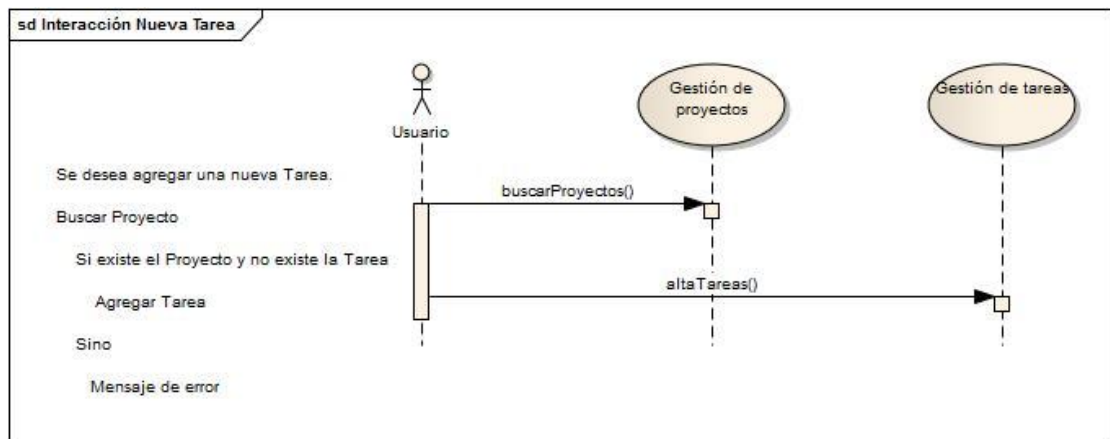 sd Interacción Nueva Tarea
Usuario
Gestión de
proyectos
Gestión de tareas
Se desea agregar una nueva Tarea.
buscarProyectos()
Buscar Proyecto
Si existe el Proyecto y no existe la Tarea
altaTareas()
Agregar Tarea
Sino
Mensaje de error